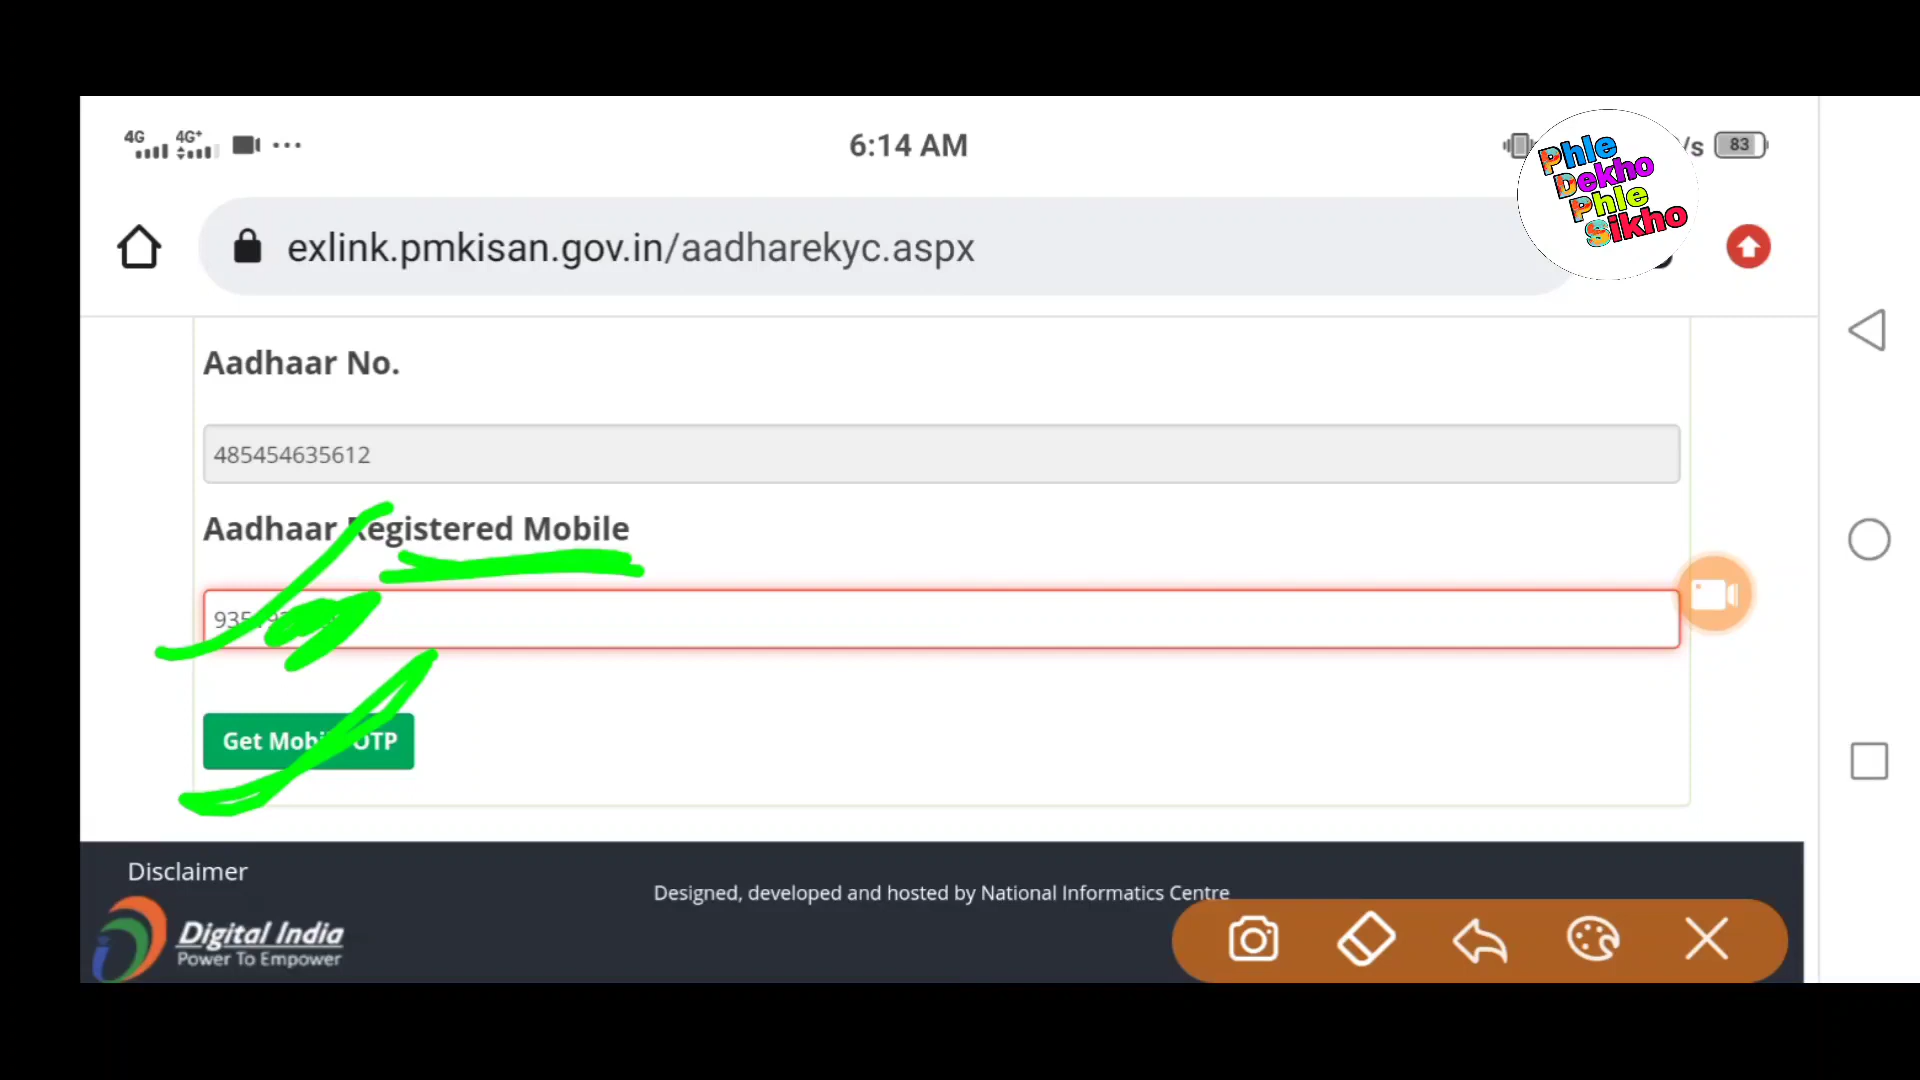 4G 4G+ ... 6:14 AM /s 83
Phle
Dekho
Phle
Sikho
exlink.pmkisan.gov.in/aadharekyc.aspx
Aadhaar No.
485454635612
Aadhaar Registered Mobile
Get Mobile OTP
Disclaimer
Designed, developed and hosted by National Informatics Centre
Digital India
Power To Empower